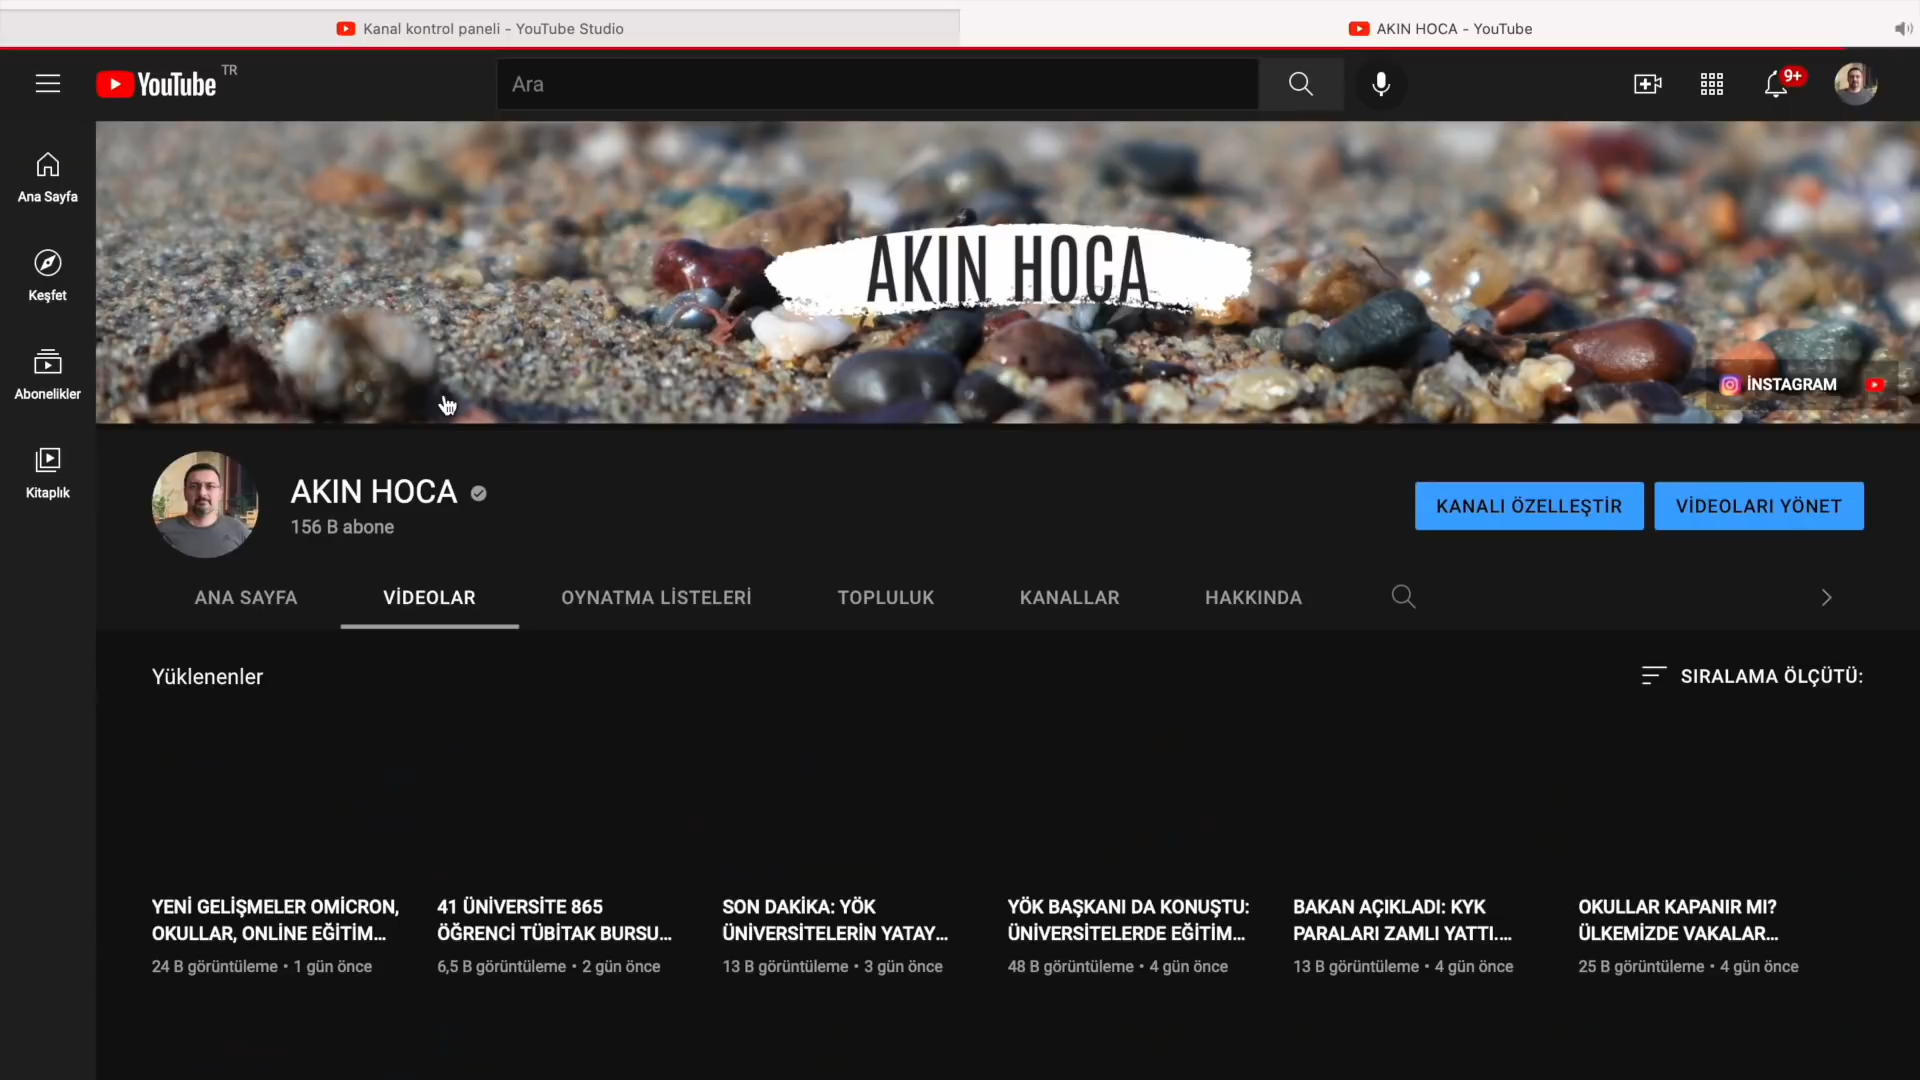 Kanal kontrol paneli - YouTube Studio
AKIN HOCA - YouTube
YouTube TR
Ara
9+
Ana Sayfa
Keşfet
Abonelikler
Kitaplık
AKIN HOCA
İNSTAGRAM
AKIN HOCA
156 B abone
KANALI ÖZELLEŞTİR
VİDEOLARI YÖNET
ANA SAYFA
VİDEOLAR
OYNATMA LİSTELERİ
TOPLULUK
KANALLAR
HAKKINDA
Yüklenenler
SIRALAMA ÖLÇÜTÜ:
YENİ GELİŞMELER OMİCRON,
OKULLAR, ONLİNE EĞİTİM...
24 B görüntüleme • 1 gün önce
41 ÜNİVERSİTE 865
ÖĞRENCİ TÜBİTAK BURSU...
6,5 B görüntüleme • 2 gün önce
SON DAKİKA: YÖK
ÜNİVERSİTELERİN YATAY...
13 B görüntüleme • 3 gün önce
YÖK BAŞKANI DA KONUŞTU:
ÜNİVERSİTELERDE EĞİTİM...
48 B görüntüleme • 4 gün önce
BAKAN AÇIKLADI: KYK
PARALARI ZAMLI YATTI....
13 B görüntüleme • 4 gün önce
OKULLAR KAPANIR MI?
ÜLKEMİZDE VAKALAR...
25 B görüntüleme • 4 gün önce